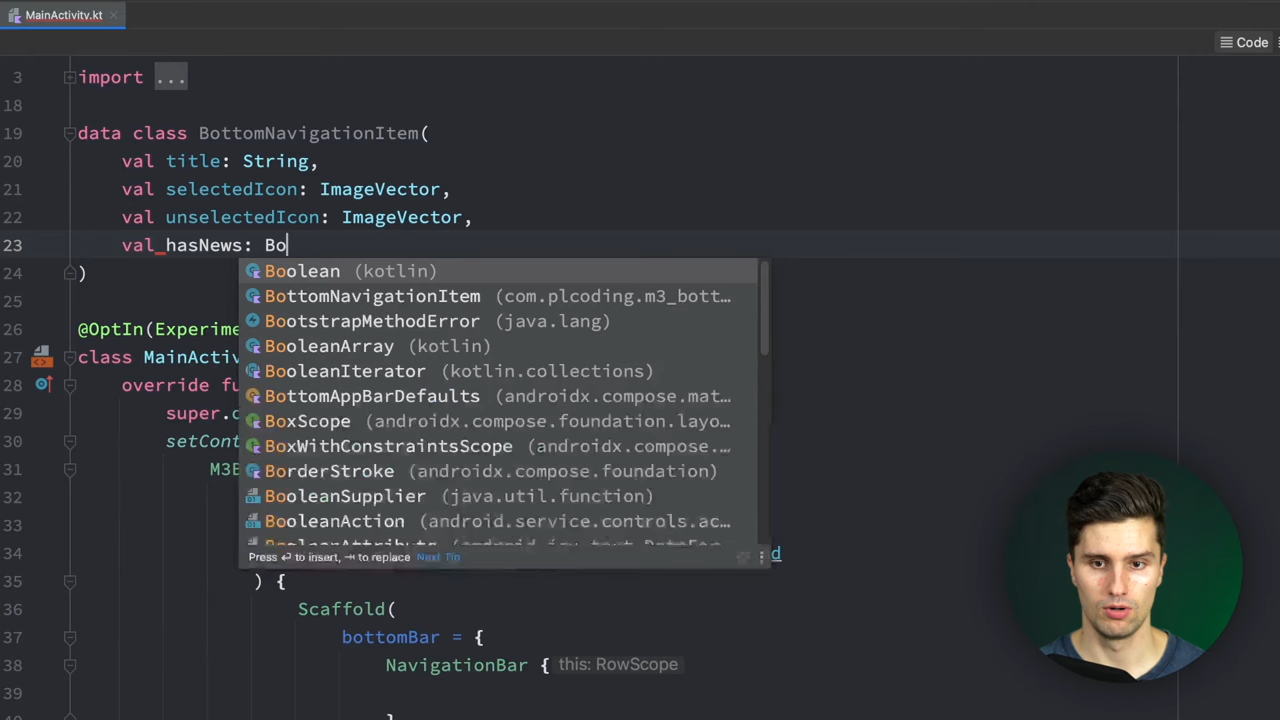 MainActivity.kt
Code
3 import ...
18
19 data class BottomNavigationItem(
20 val title: String,
21 val selectedIcon: ImageVector,
22 val unselectedIcon: ImageVector,
23 val hasNews: Bo
24 )
Boolean (kotlin)
BottomNavigationItem (com.plcoding.m3_bott...
BootstrapMethodError (java.lang)
BooleanArray (kotlin)
BooleanIterator (kotlin.collections)
BottomAppBarDefaults (androidx.compose.mat...
BoxScope (androidx.compose.foundation.layo...
BoxWithConstraintsScope (androidx.compose....
BorderStroke (androidx.compose.foundation)
BooleanSupplier (java.util.function)
BooleanAction (android.service.controls.ac...
Press ↵ to insert, ⇥ to replace Next Tip
25
26 @OptIn(Experime
27 class MainActiv
28 override fu
29 super.c
30 setCont
31 M3B
32
33
34 d
35 ) {
36 Scaffold(
37 bottomBar = {
38 NavigationBar { this: RowScope
39
}